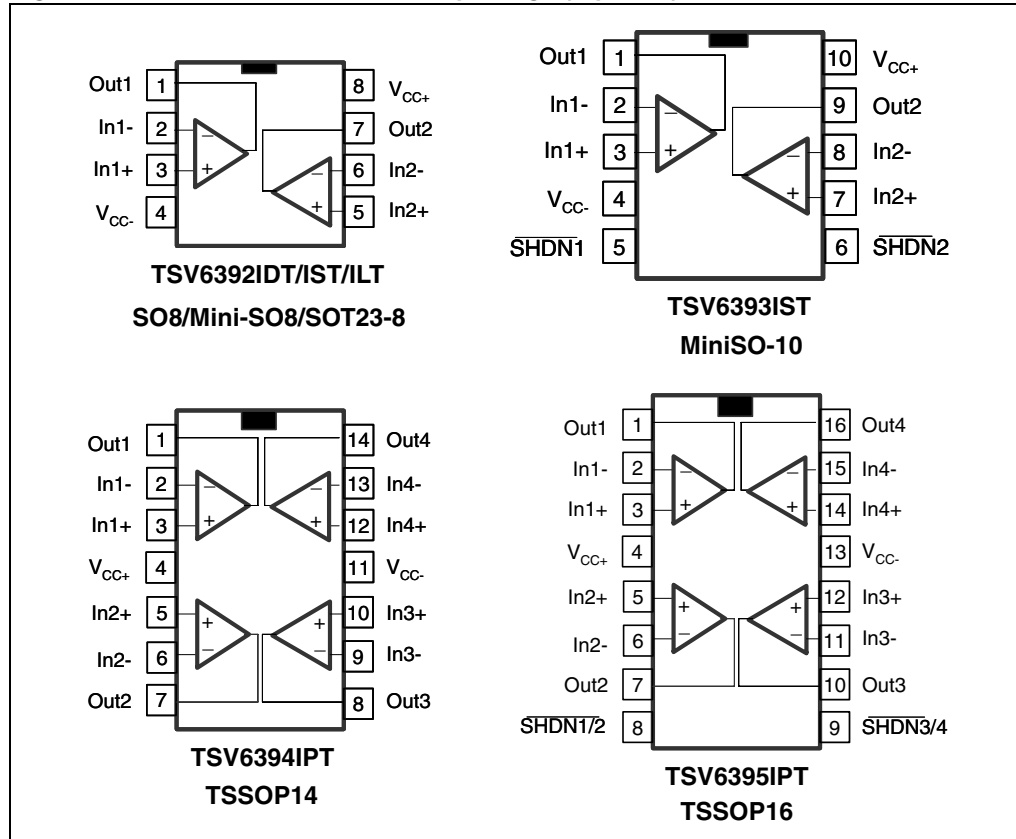 Out1 1 8 VCC+
In1- 2 − 7 Out2
In1+ 3 + − 6 In2-
VCC- 4 + 5 In2+
TSV6392IDT/IST/ILT
SO8/Mini-SO8/SOT23-8
Out1 1 10 VCC+
In1- 2 − 9 Out2
In1+ 3 + − 8 In2-
VCC- 4 + 7 In2+
SHDN1 5 6 SHDN2
TSV6393IST
MiniSO-10
Out1 1 14 Out4
In1- 2 − − 13 In4-
In1+ 3 + + 12 In4+
VCC+ 4 11 VCC-
In2+ 5 + + 10 In3+
In2- 6 − − 9 In3-
Out2 7 8 Out3
TSV6394IPT
TSSOP14
Out1 1 16 Out4
In1- 2 − − 15 In4-
In1+ 3 + + 14 In4+
VCC+ 4 13 VCC-
In2+ 5 + + 12 In3+
In2- 6 − − 11 In3-
Out2 7 10 Out3
SHDN1/2 8 9 SHDN3/4
TSV6395IPT
TSSOP16